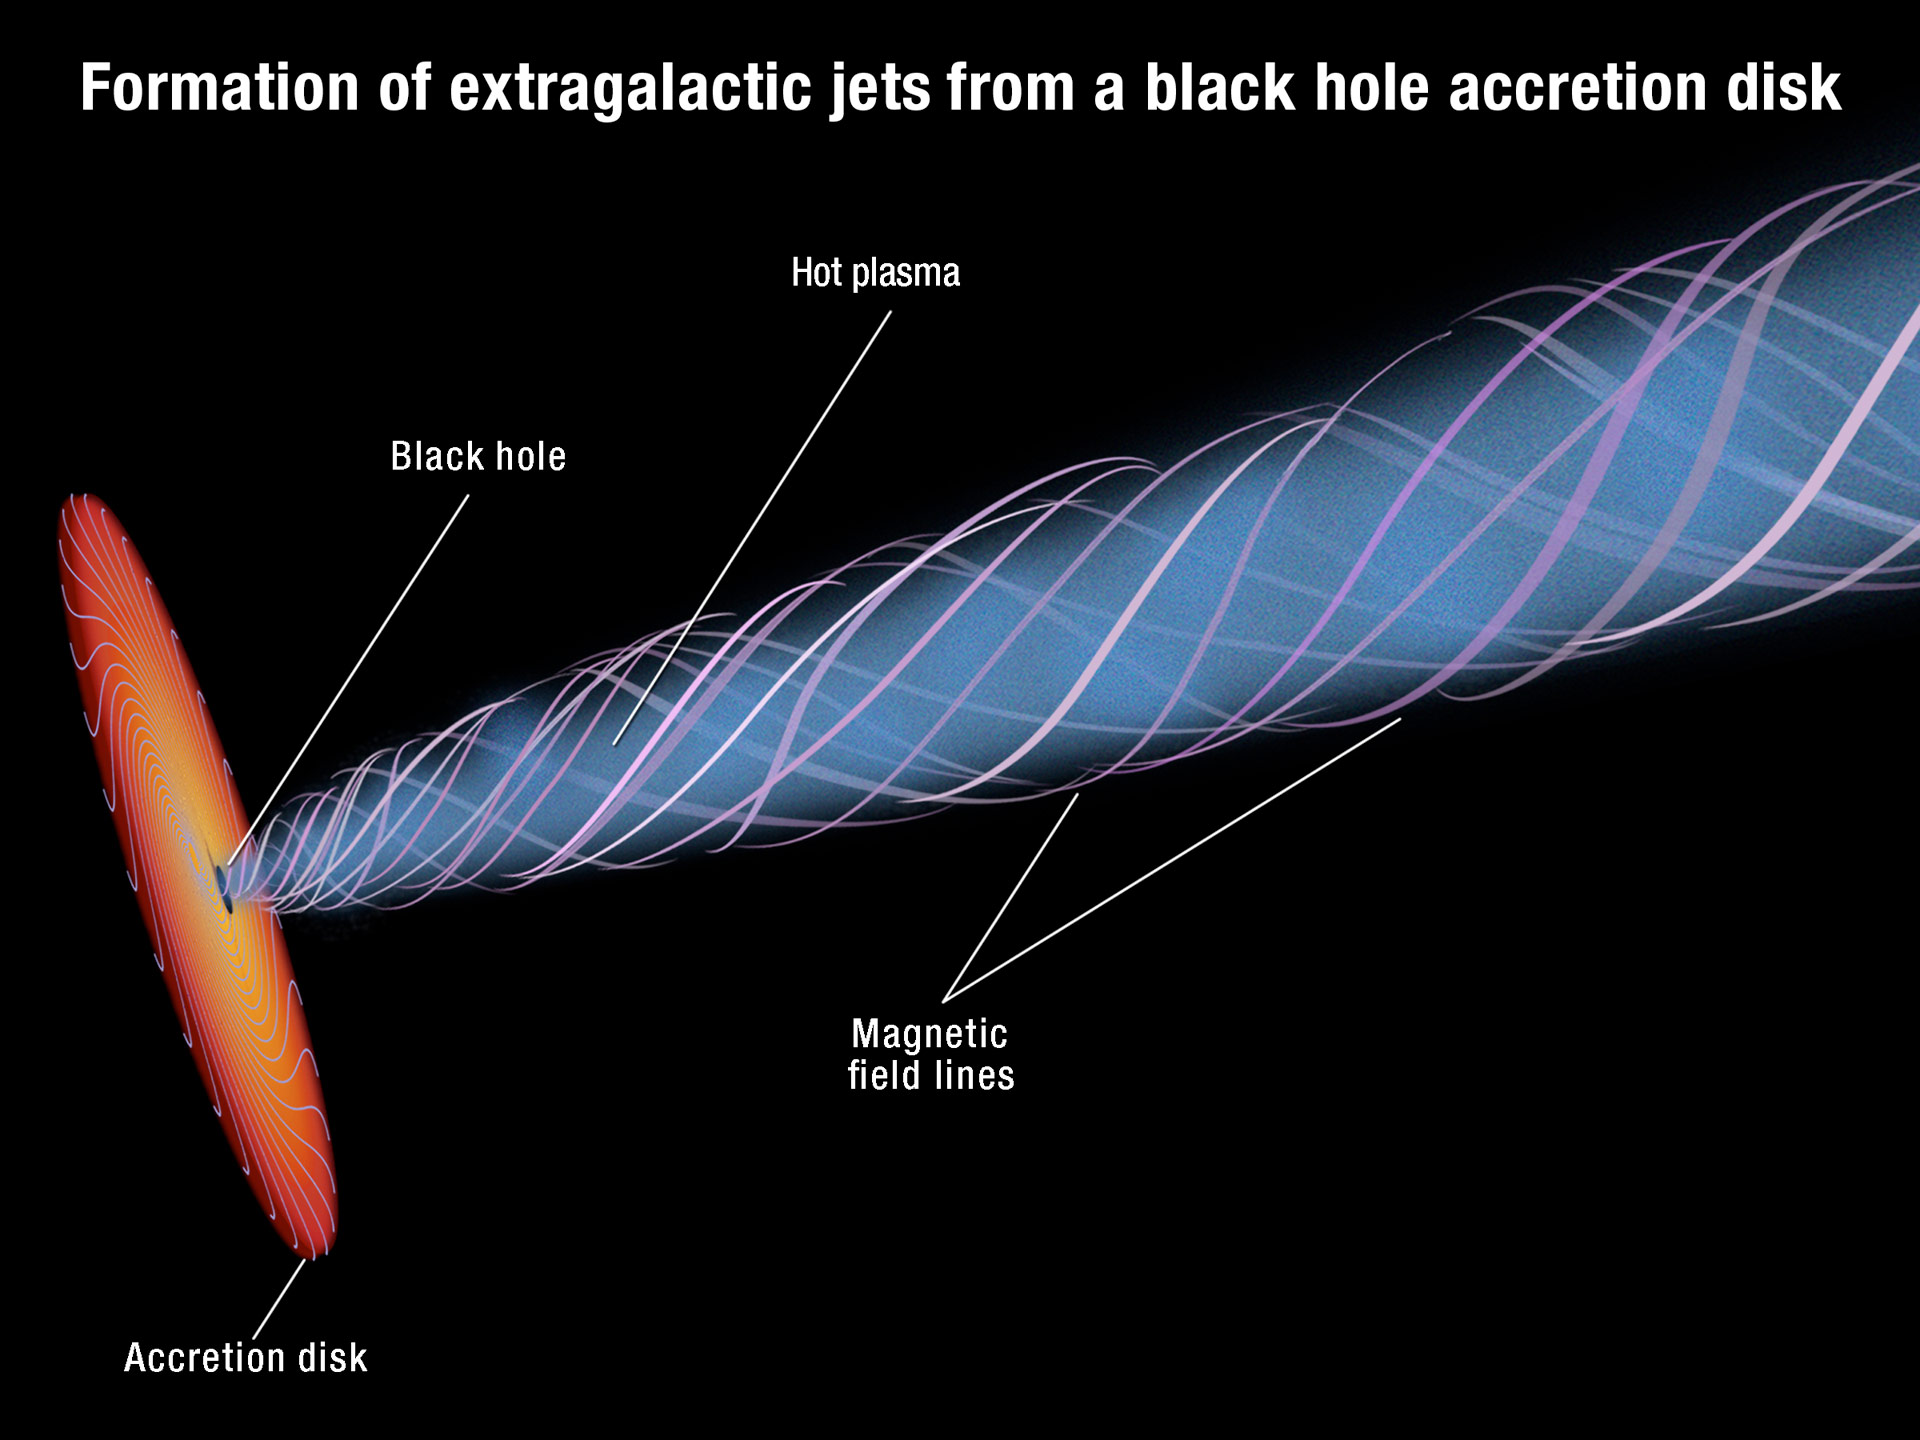 Formation of extragalactic jets from a black hole accretion disk
Hot plasma
Black hole
Magnetic
field lines
Accretion disk